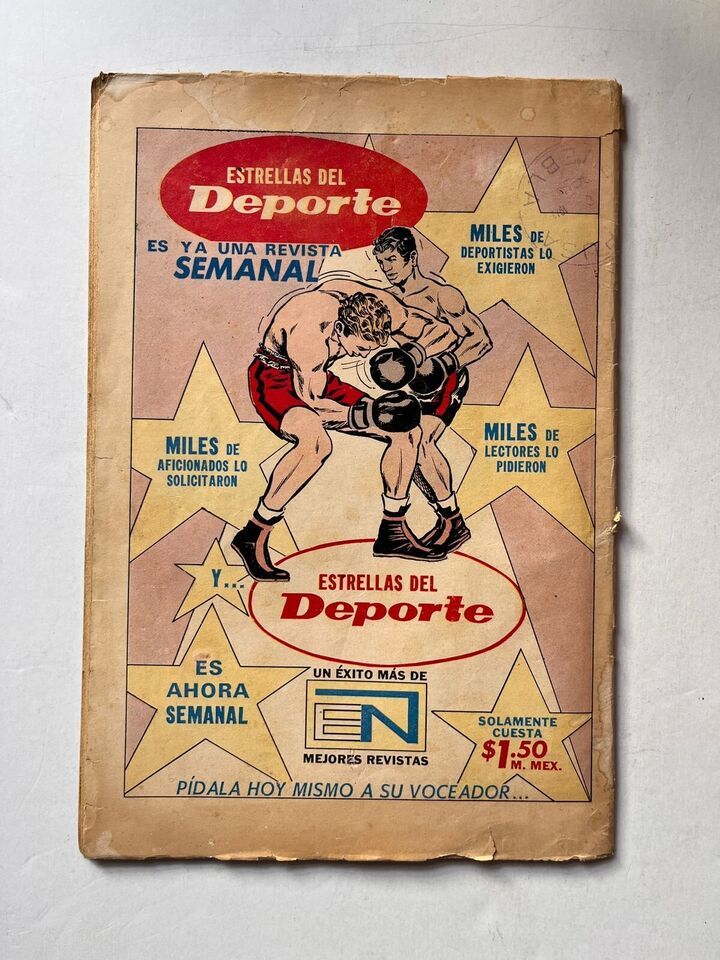 ESTRELLAS DEL
Deporte
ES YA UNA REVISTA
SEMANAL
MILES DE
DEPORTISTAS LO
EXIGIERON
MILES DE
AFICIONADOS LO
SOLICITARON
MILES DE
LECTORES LO
PIDIERON
Y...
ESTRELLAS DEL
Deporte
ES
AHORA
SEMANAL
UN ÉXITO MÁS DE
EN
MEJORES REVISTAS
SOLAMENTE
CUESTA
$1.50
M. MEX.
PÍDALA HOY MISMO A SU VOCEADOR...